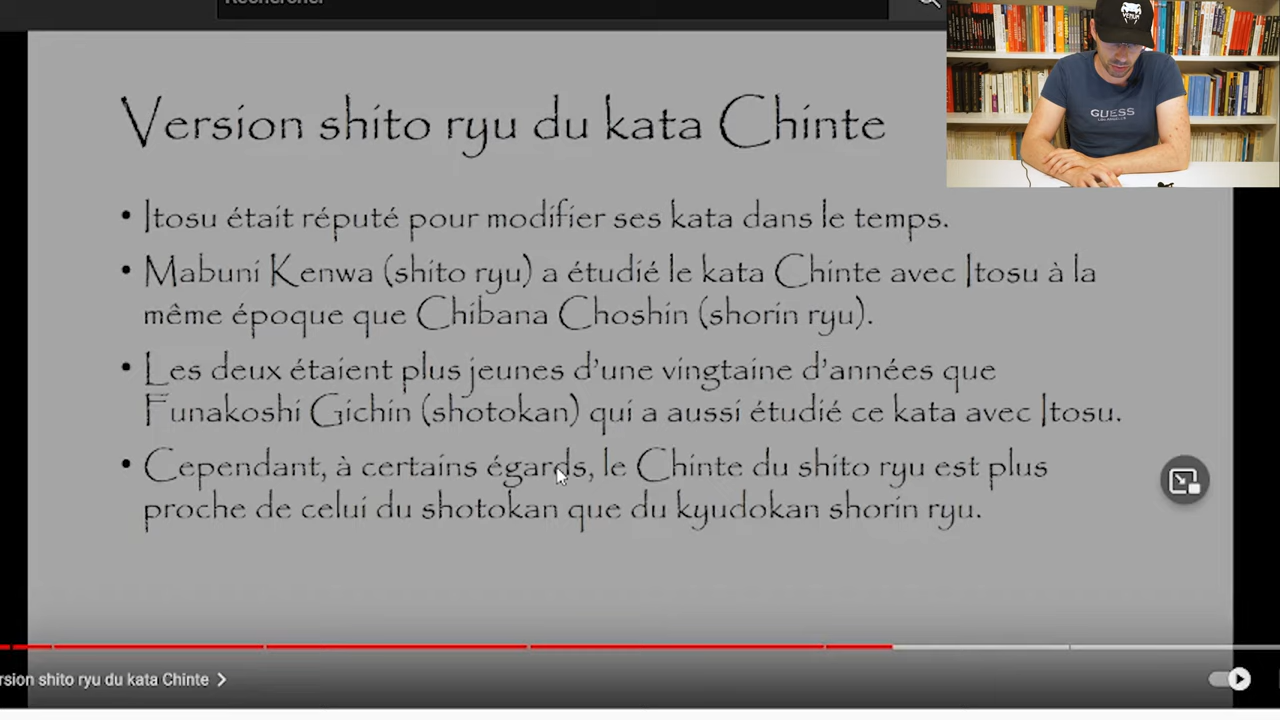 Rechercher
Version shito ryu du kata Chinte
• Itosu était réputé pour modifier ses kata dans le temps.
• Mabuni Kenwa (shito ryu) a étudié le kata Chinte avec Itosu à la
même époque que Chibana Choshin (shorin ryu).
• Les deux étaient plus jeunes d'une vingtaine d'années que
Funakoshi Gichin (shotokan) qui a aussi étudié ce kata avec Itosu.
• Cependant, à certains égards, le Chinte du shito ryu est plus
proche de celui du shotokan que du kyudokan shorin ryu.
GUESS
rsion shito ryu du kata Chinte